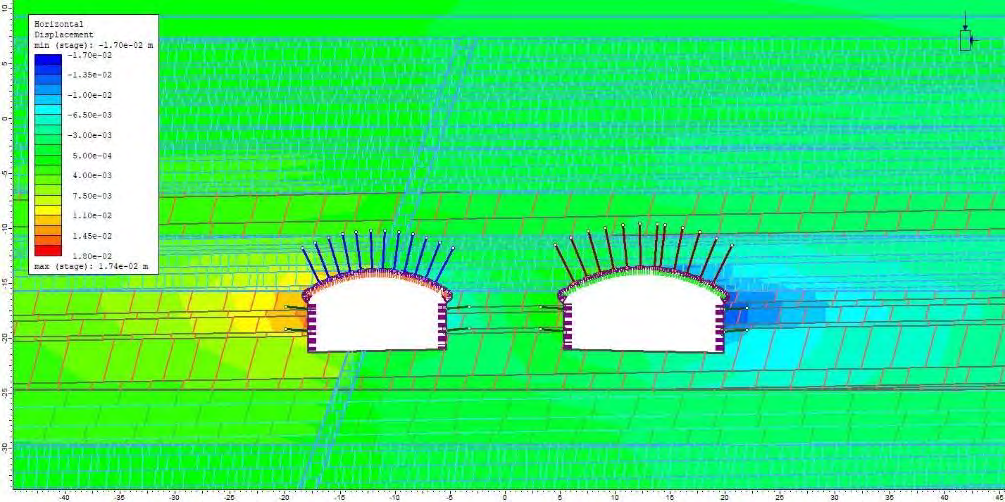 Horizontal
Displacement
min (stage): -1.70e-02 m
-1.70e-02
-1.35e-02
-1.00e-02
-6.50e-03
-3.00e-03
5.00e-04
4.00e-03
7.50e-03
1.10e-02
1.45e-02
1.80e-02
max (stage): 1.74e-02 m
10
5
0
-5
-10
-15
-20
-25
-30
-40 -35 -30 -25 -20 -15 -10 -5 0 5 10 15 20 25 30 35 40 45